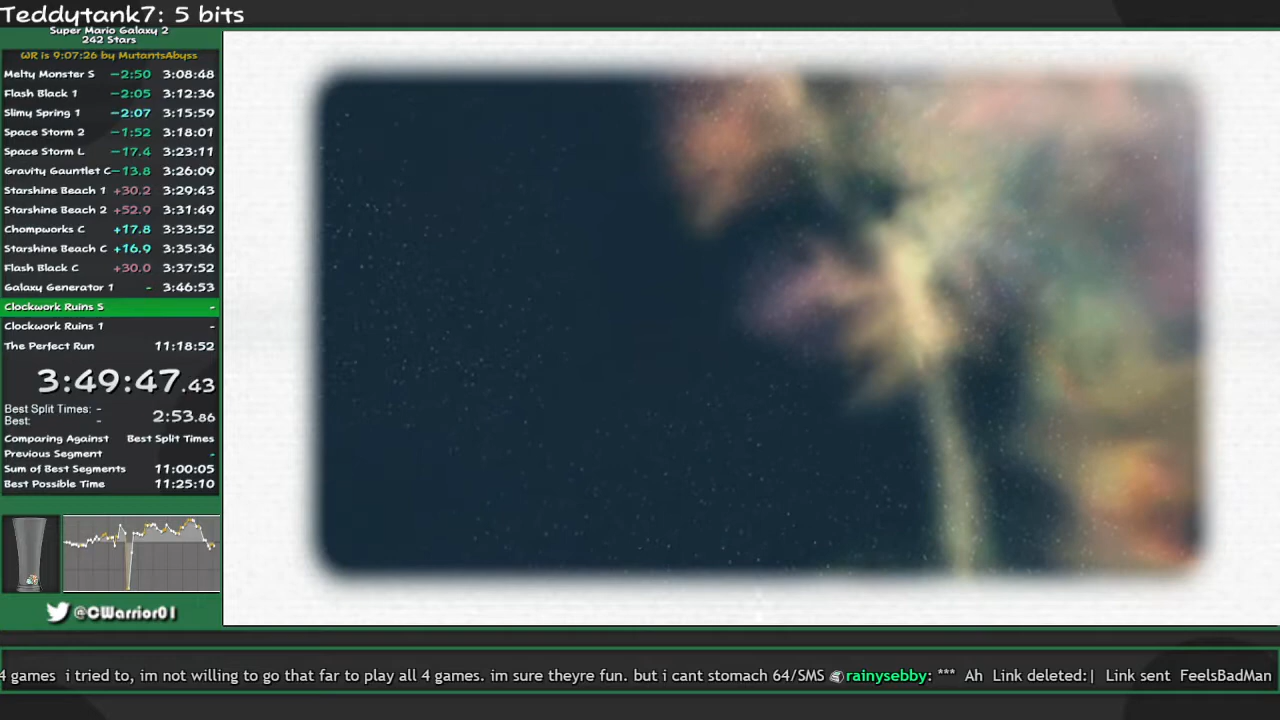 Teddytank7: 5 bits
Super Mario Galaxy 2
242 Stars
WR is 9:07:26 by MutantsAbyss
Melty Monster S −2:50 3:08:48
Flash Black 1 −2:05 3:12:36
Slimy Spring 1 −2:07 3:15:59
Space Storm 2 −1:52 3:18:01
Space Storm L −17.4 3:23:11
Gravity Gauntlet C −13.8 3:26:09
Starshine Beach 1 +30.2 3:29:43
Starshine Beach 2 +52.9 3:31:49
Chompworks C +17.8 3:33:52
Starshine Beach C +16.9 3:35:36
Flash Black C +30.0 3:37:52
Galaxy Generator 1 - 3:46:53
Clockwork Ruins S -
Clockwork Ruins 1 -
The Perfect Run 11:18:52
3:49:47.43
Best Split Times: - 2:53.86
Best: -
Comparing Against Best Split Times
Previous Segment -
Sum of Best Segments 11:00:05
Best Possible Time 11:25:10
@CWarrior01
4 games i tried to, im not willing to go that far to play all 4 games. im sure theyre fun. but i cant stomach 64/SMS rainysebby: *** Ah Link deleted:| Link sent FeelsBadMan